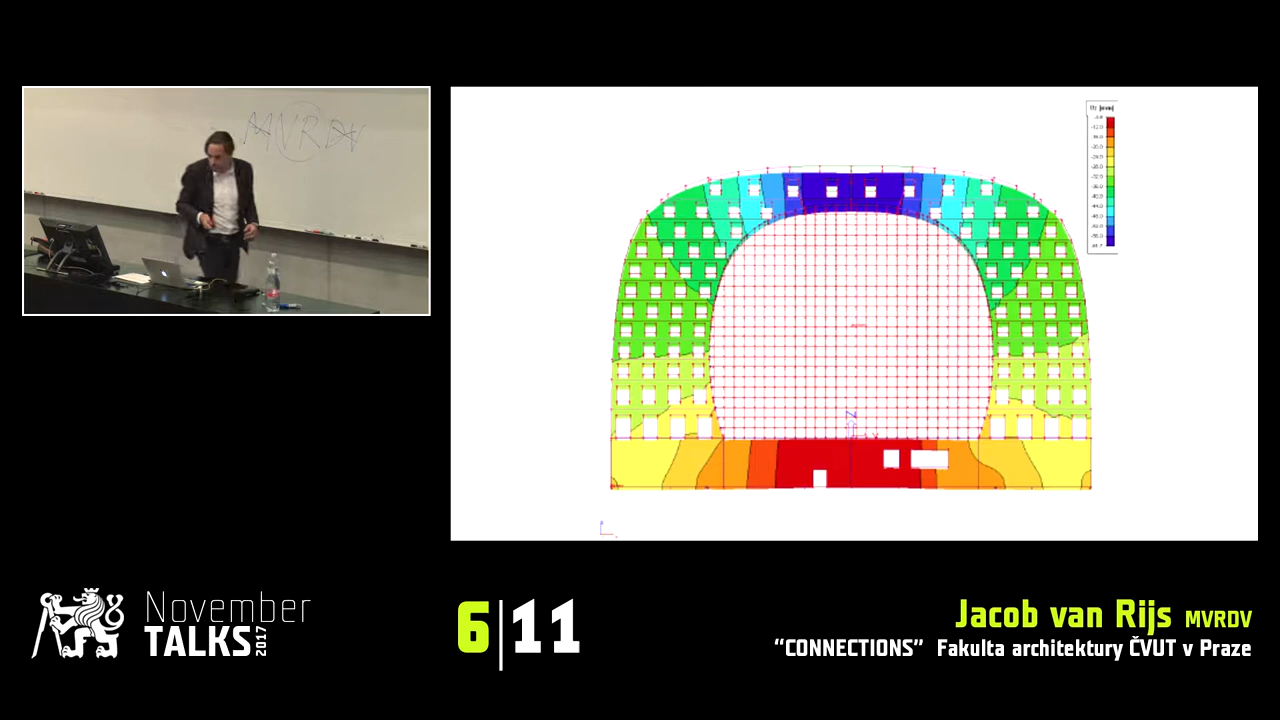 MVRDV
November
TALKS 2017
6|11
Jacob van Rijs MVRDV
“CONNECTIONS” Fakulta architektury ČVUT v Praze